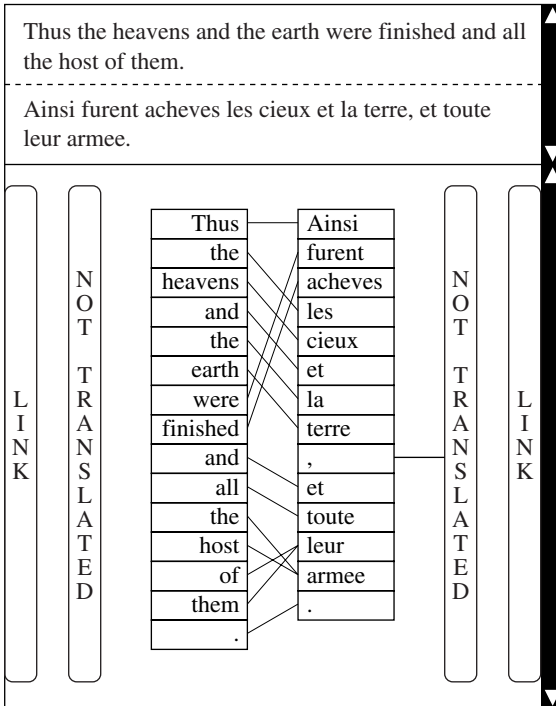 Thus the heavens and the earth were finished and all
the host of them.
Ainsi furent acheves les cieux et la terre, et toute
leur armee.
LINK
NOT TRANSLATED
Thus
the
heavens
and
the
earth
were
finished
and
all
the
host
of
them
.
Ainsi
furent
acheves
les
cieux
et
la
terre
,
et
toute
leur
armee
.
NOT TRANSLATED
LINK